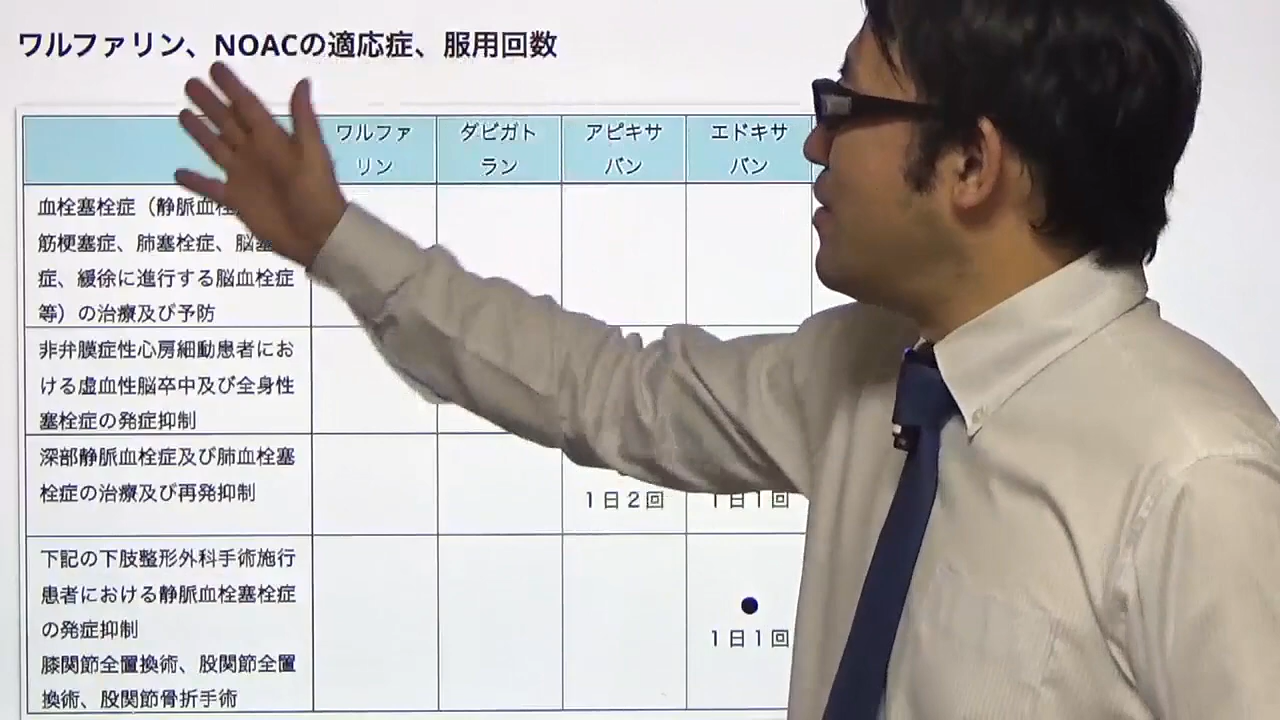 ワルファリン、NOACの適応症、服用回数
ワルファ
リン
ダビガト
ラン
アピキサ
バン
エドキサ
バン
血栓塞栓症（静脈血栓
筋梗塞症、肺塞栓症、脳塞
症、緩徐に進行する脳血栓症
等）の治療及び予防
非弁膜症性心房細動患者にお
ける虚血性脳卒中及び全身性
塞栓症の発症抑制
深部静脈血栓症及び肺血栓塞
栓症の治療及び再発抑制
１日２回
１日１回
下記の下肢整形外科手術施行
患者における静脈血栓塞栓症
の発症抑制
膝関節全置換術、股関節全置
換術、股関節骨折手術
●
１日１回